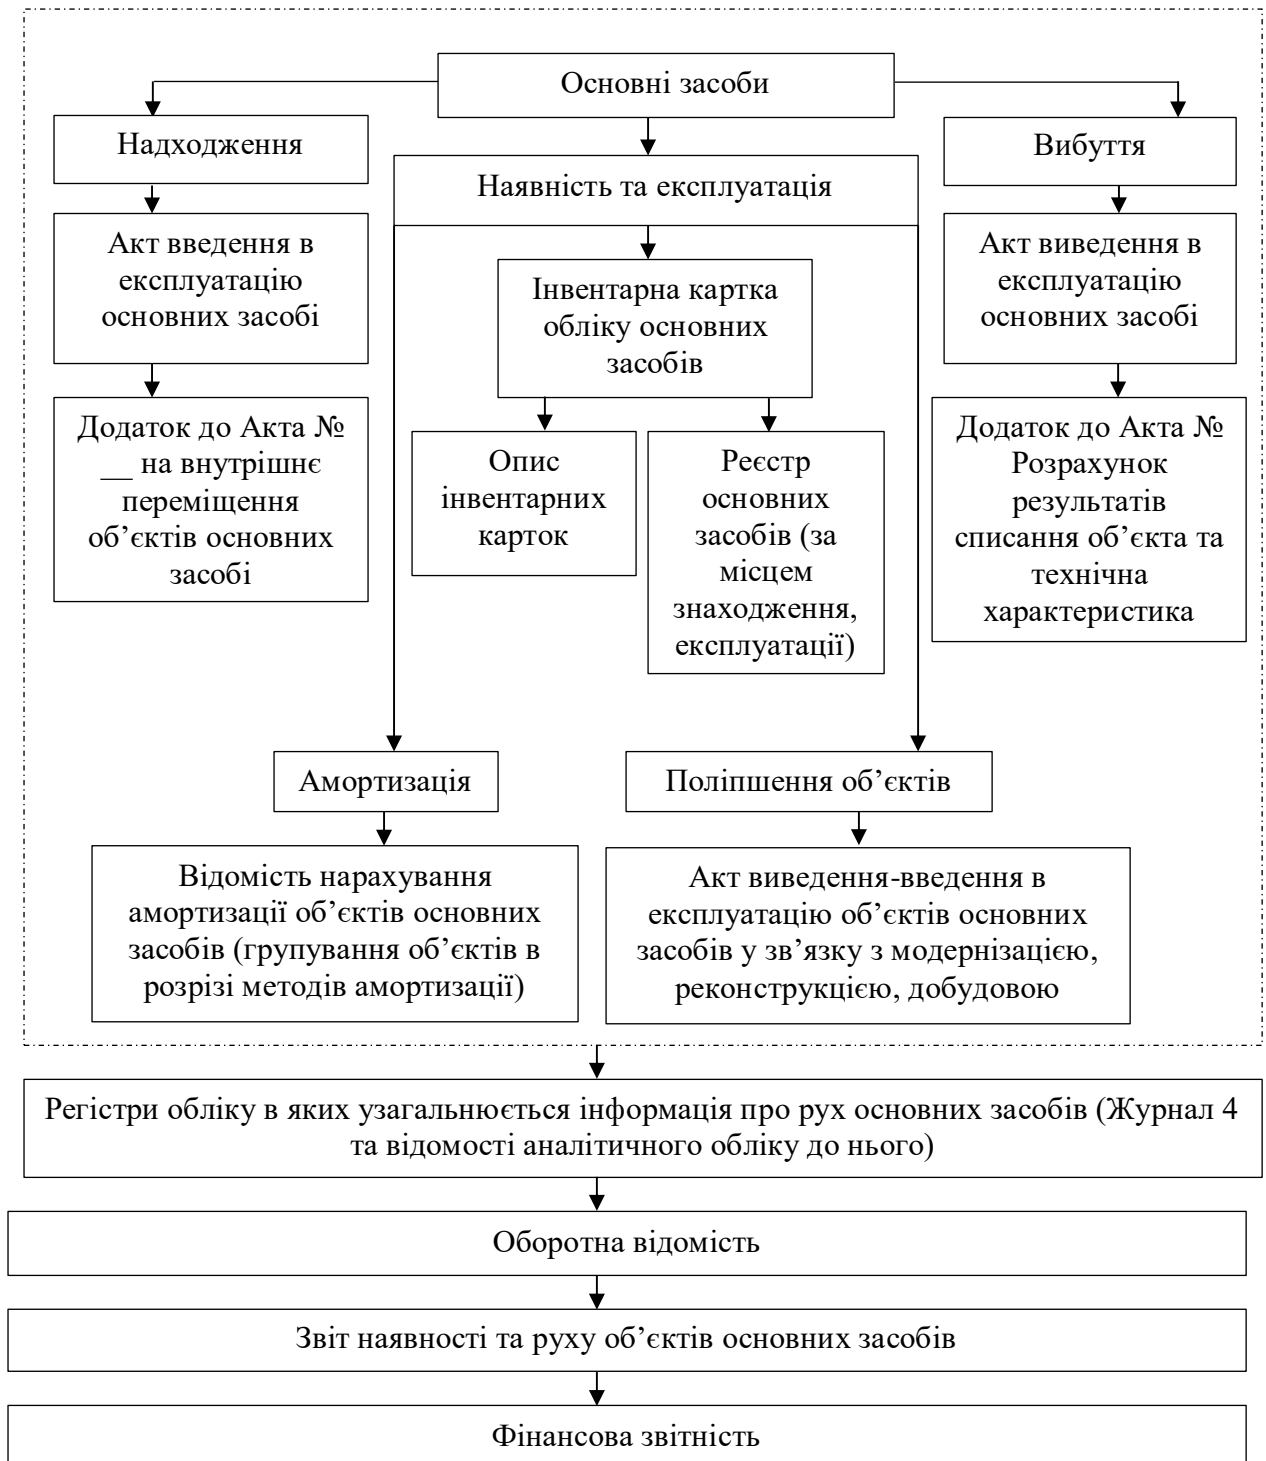 Основні засоби
Надходження
Вибуття
Наявність та експлуатація
Акт введення в
експлуатацію
основних засобі
Акт виведення в
експлуатацію
основних засобі
Інвентарна картка
обліку основних
засобів
Додаток до Акта №
__ на внутрішнє
переміщення
об’єктів основних
засобі
Опис
інвентарних
карток
Реєстр
основних
засобів (за
місцем
знаходження,
експлуатації)
Додаток до Акта №
Розрахунок
результатів
списання об’єкта та
технічна
характеристика
Амортизація
Поліпшення об’єктів
Відомість нарахування
амортизації об’єктів основних
засобів (групування об’єктів в
розрізі методів амортизації)
Акт виведення-введення в
експлуатацію об’єктів основних
засобів у зв’язку з модернізацією,
реконструкцією, добудовою
Регістри обліку в яких узагальнюється інформація про рух основних засобів (Журнал 4
та відомості аналітичного обліку до нього)
Оборотна відомість
Звіт наявності та руху об’єктів основних засобів
Фінансова звітність